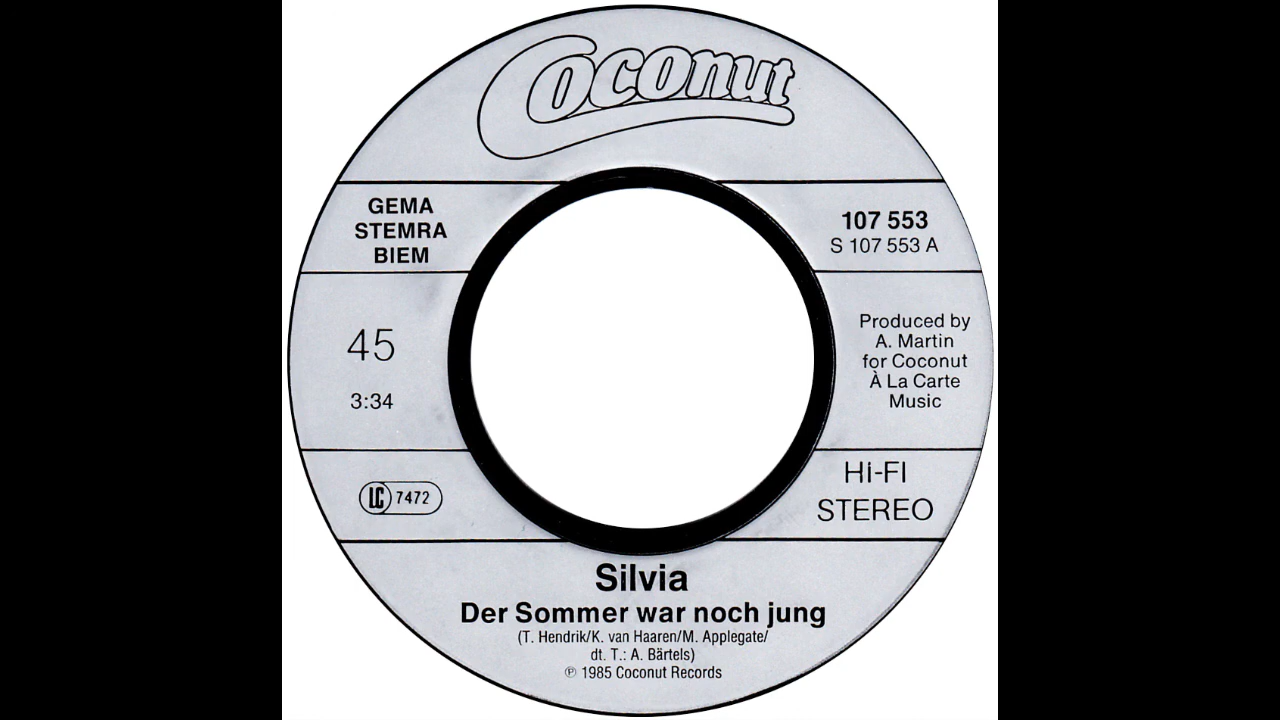 Coconut
GEMA
STEMRA
BIEM
107 553
S 107 553 A
45
3:34
Produced by
A. Martin
for Coconut
À La Carte
Music
LC 7472
Hi-FI
STEREO
Silvia
Der Sommer war noch jung
(T. Hendrik/K. van Haaren/M. Applegate/
dt. T.: A. Bärtels)
℗ 1985 Coconut Records